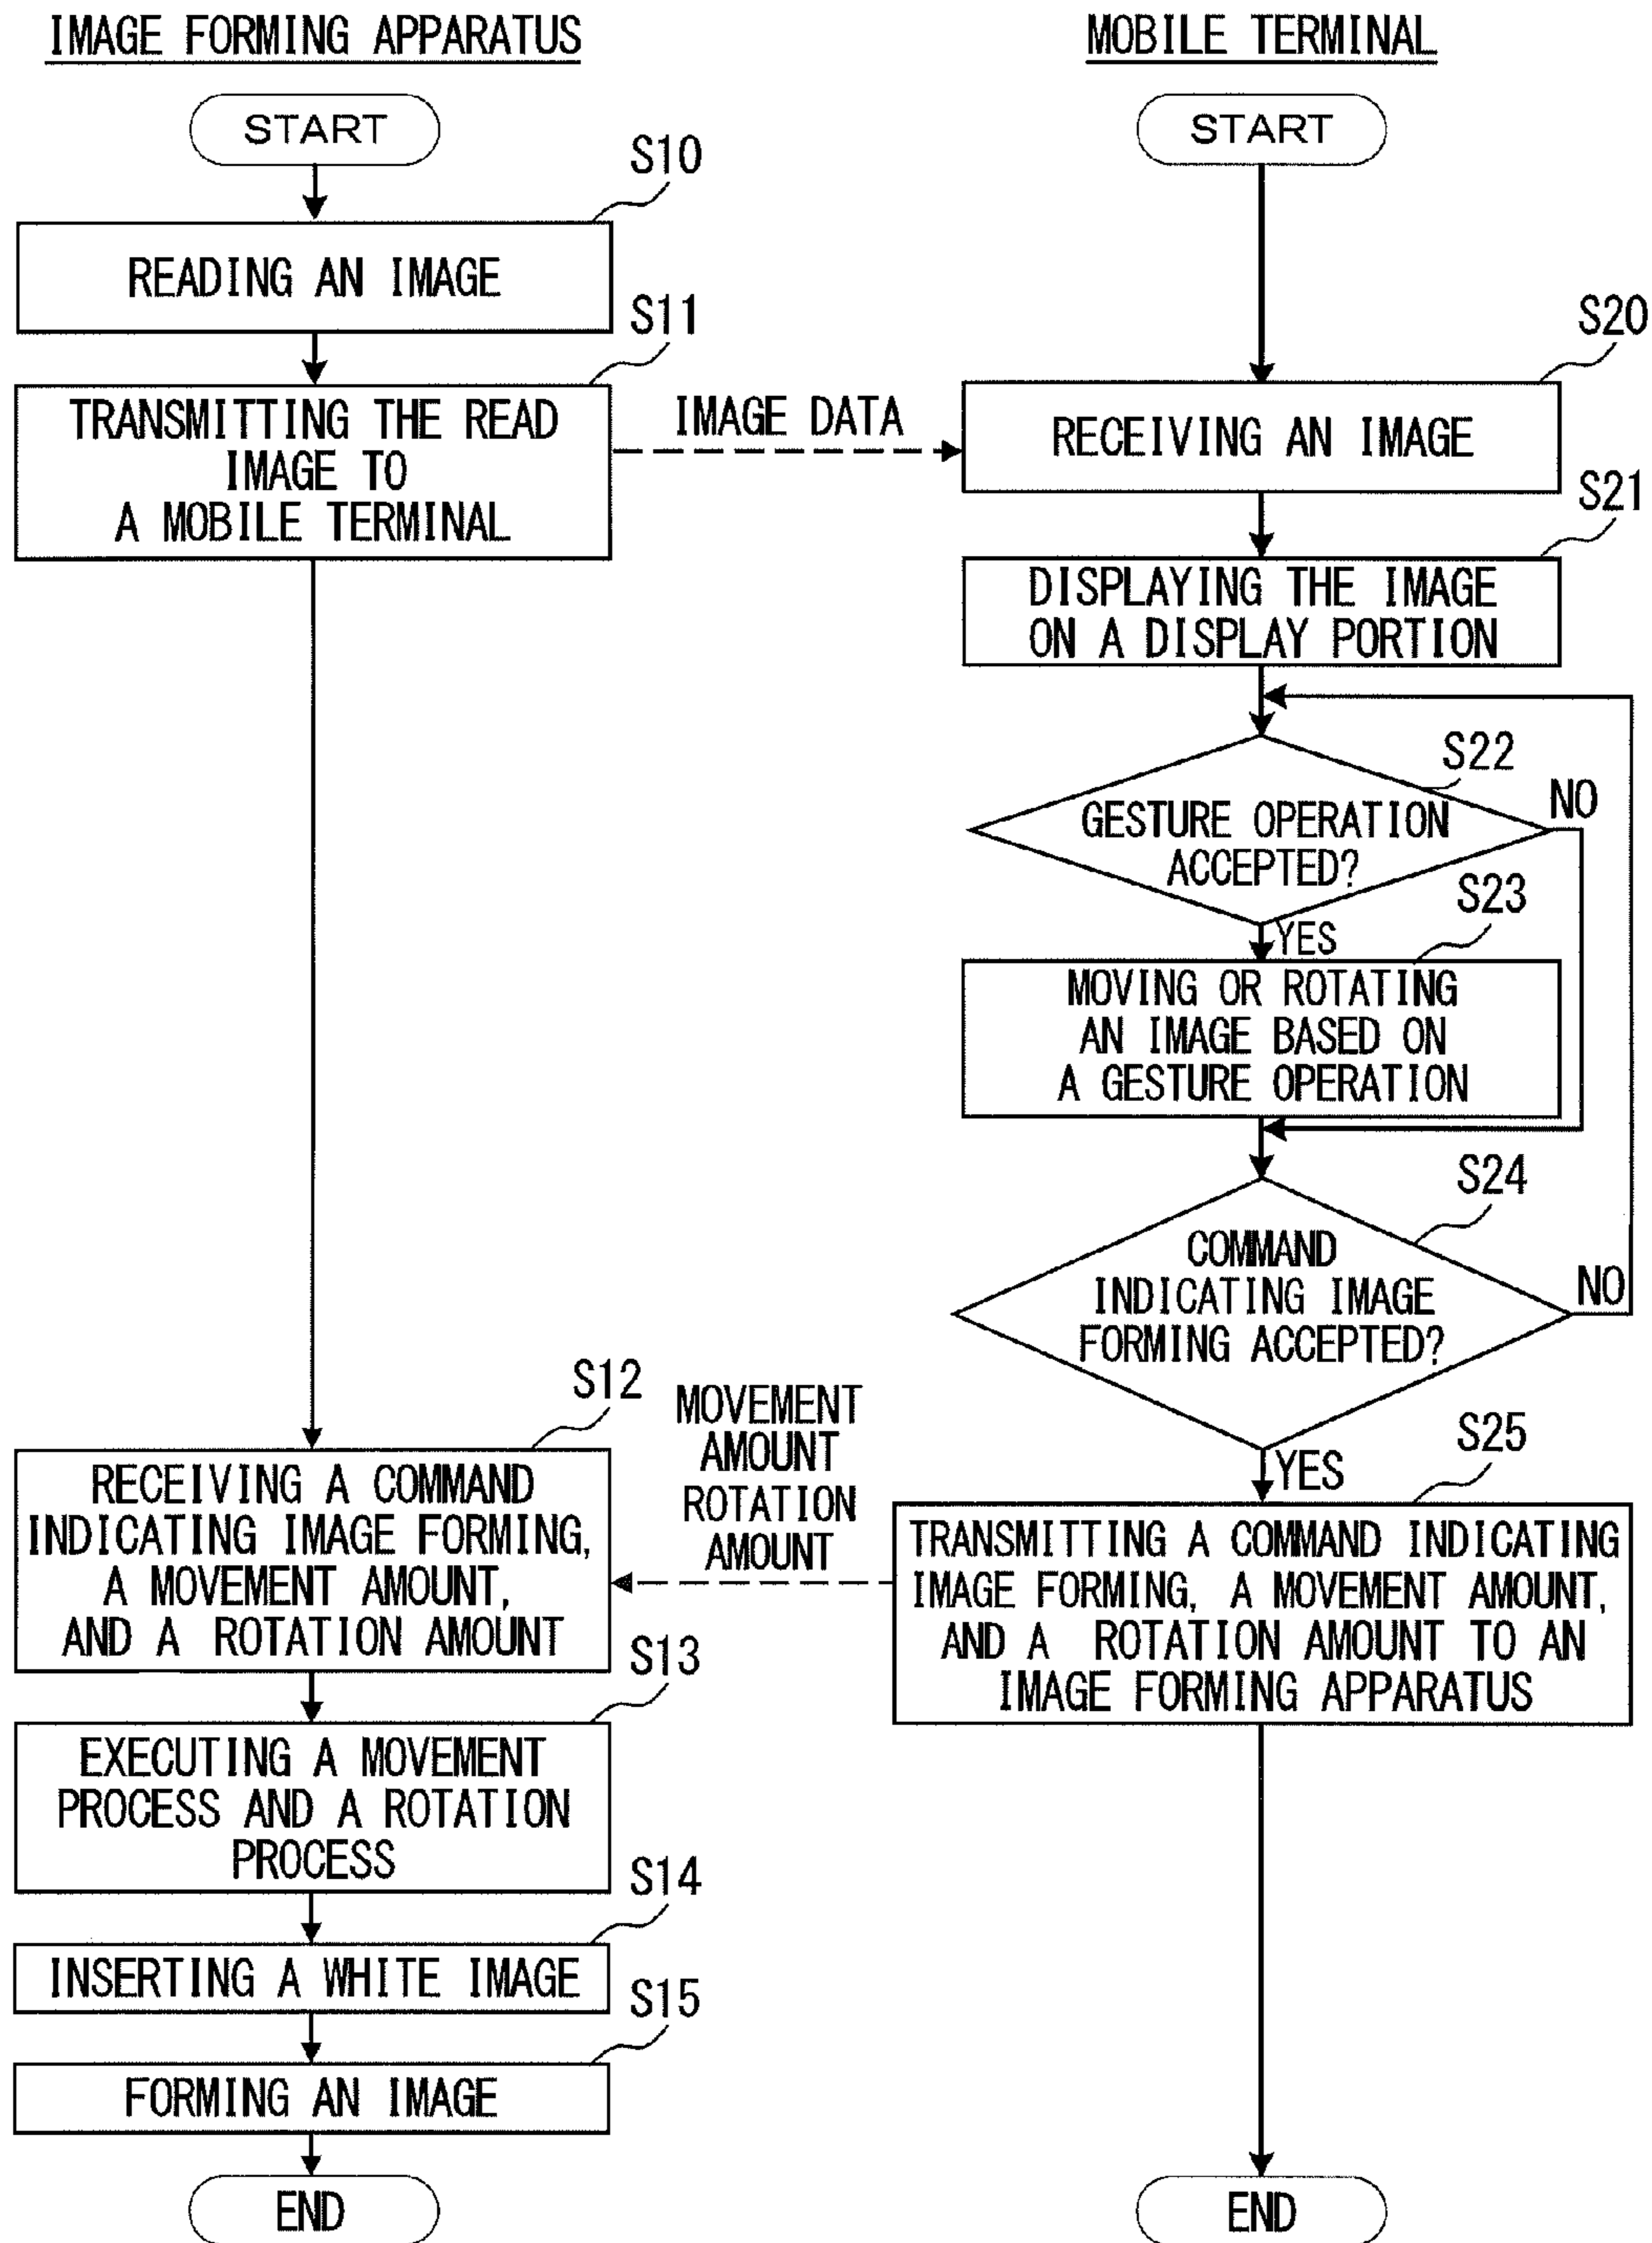 IMAGE FORMING APPARATUS
START
S10
READING AN IMAGE
S11
TRANSMITTING THE READ
IMAGE TO
A MOBILE TERMINAL
IMAGE DATA
S12
RECEIVING A COMMAND
INDICATING IMAGE FORMING,
A MOVEMENT AMOUNT,
AND A ROTATION AMOUNT
S13
EXECUTING A MOVEMENT
PROCESS AND A ROTATION
PROCESS
S14
INSERTING A WHITE IMAGE
S15
FORMING AN IMAGE
END
MOBILE TERMINAL
START
S20
RECEIVING AN IMAGE
S21
DISPLAYING THE IMAGE
ON A DISPLAY PORTION
S22
GESTURE OPERATION
ACCEPTED?
NO
YES
S23
MOVING OR ROTATING
AN IMAGE BASED ON
A GESTURE OPERATION
S24
COMMAND
INDICATING IMAGE
FORMING ACCEPTED?
NO
YES
S25
TRANSMITTING A COMMAND INDICATING
IMAGE FORMING, A MOVEMENT AMOUNT,
AND A ROTATION AMOUNT TO AN
IMAGE FORMING APPARATUS
MOVEMENT
AMOUNT
ROTATION
AMOUNT
END